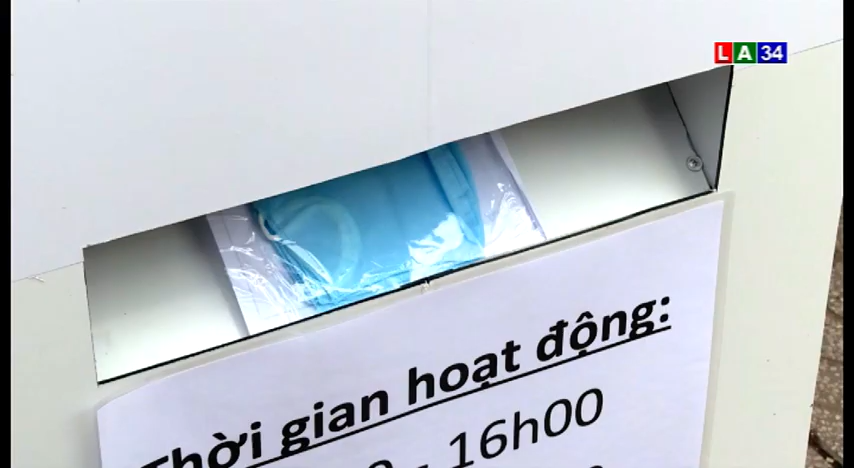 LA34
Thời gian hoạt động:
- 16h00